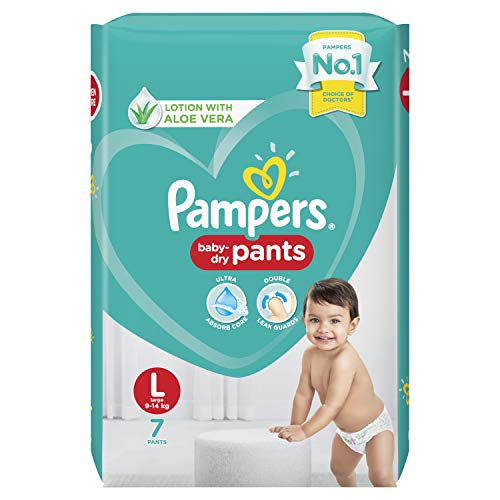 PAMPERS
No.1
CHOICE OF
DOCTORS*
LOTION WITH
ALOE VERA
Pampers®
baby-
dry
pants
ULTRA
ABSORB CORE
DOUBLE
LEAK GUARDS
L
large
9-14 kg
7
PANTS